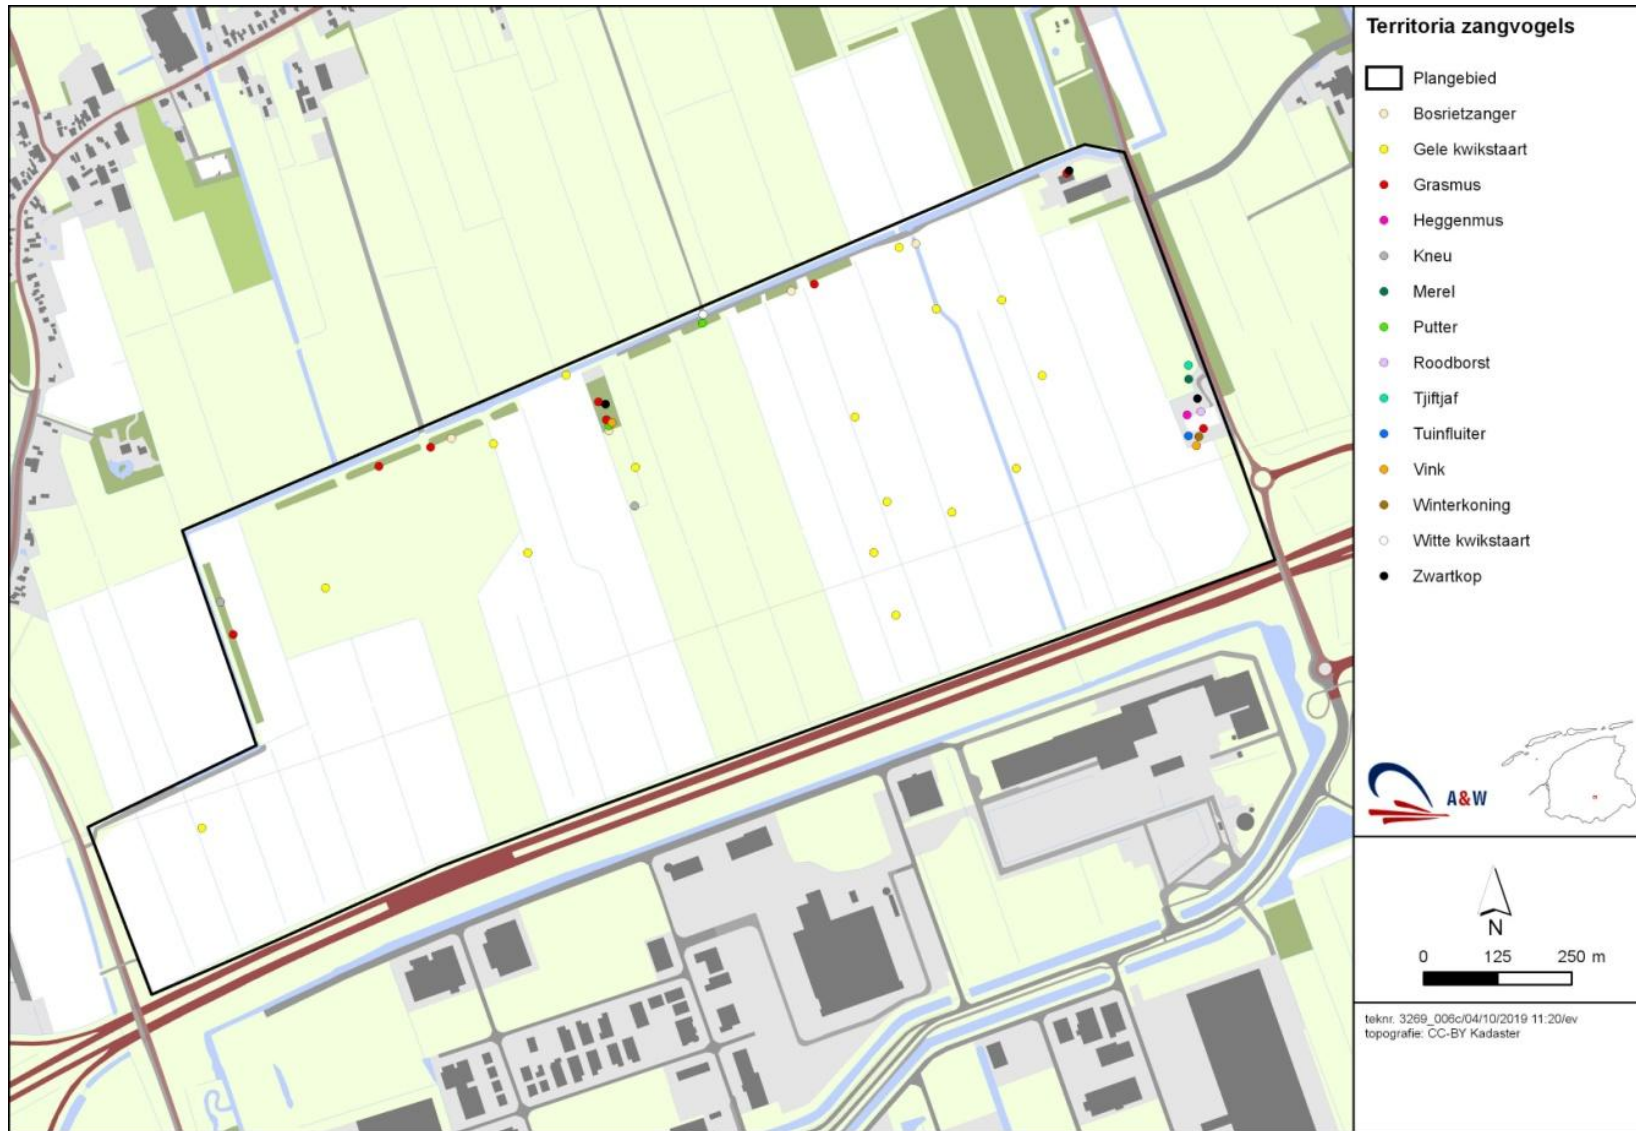 Territoria zangvogels
Plangebied
Bosrietzanger
Gele kwikstaart
Grasmus
Heggenmus
Kneu
Merel
Putter
Roodborst
Tjiftjaf
Tuinfluiter
Vink
Winterkoning
Witte kwikstaart
Zwartkop
A&W
N
0 125 250 m
teknr. 3269_006c/04/10/2019 11:20/ev
topografie: CC-BY Kadaster